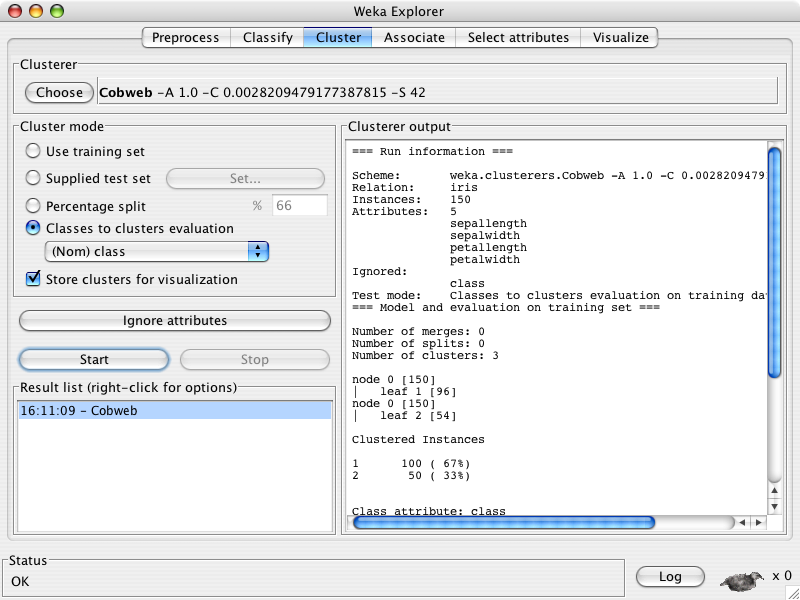 Weka Explorer
Preprocess Classify Cluster Associate Select attributes Visualize
Clusterer
Choose Cobweb -A 1.0 -C 0.0028209479177387815 -S 42
Cluster mode
Use training set
Supplied test set Set...
Percentage split % 66
Classes to clusters evaluation
(Nom) class
Store clusters for visualization
Ignore attributes
Start Stop
Result list (right-click for options)
16:11:09 - Cobweb
Clusterer output
=== Run information ===
Scheme: weka.clusterers.Cobweb -A 1.0 -C 0.002820947
Relation: iris
Instances: 150
Attributes: 5
sepallength
sepalwidth
petallength
petalwidth
Ignored:
class
Test mode: Classes to clusters evaluation on training da
=== Model and evaluation on training set ===
Number of merges: 0
Number of splits: 0
Number of clusters: 3
node 0 [150]
| leaf 1 [96]
node 0 [150]
| leaf 2 [54]
Clustered Instances
1 100 ( 67%)
2 50 ( 33%)
Class attribute: class
Status
OK
Log x 0